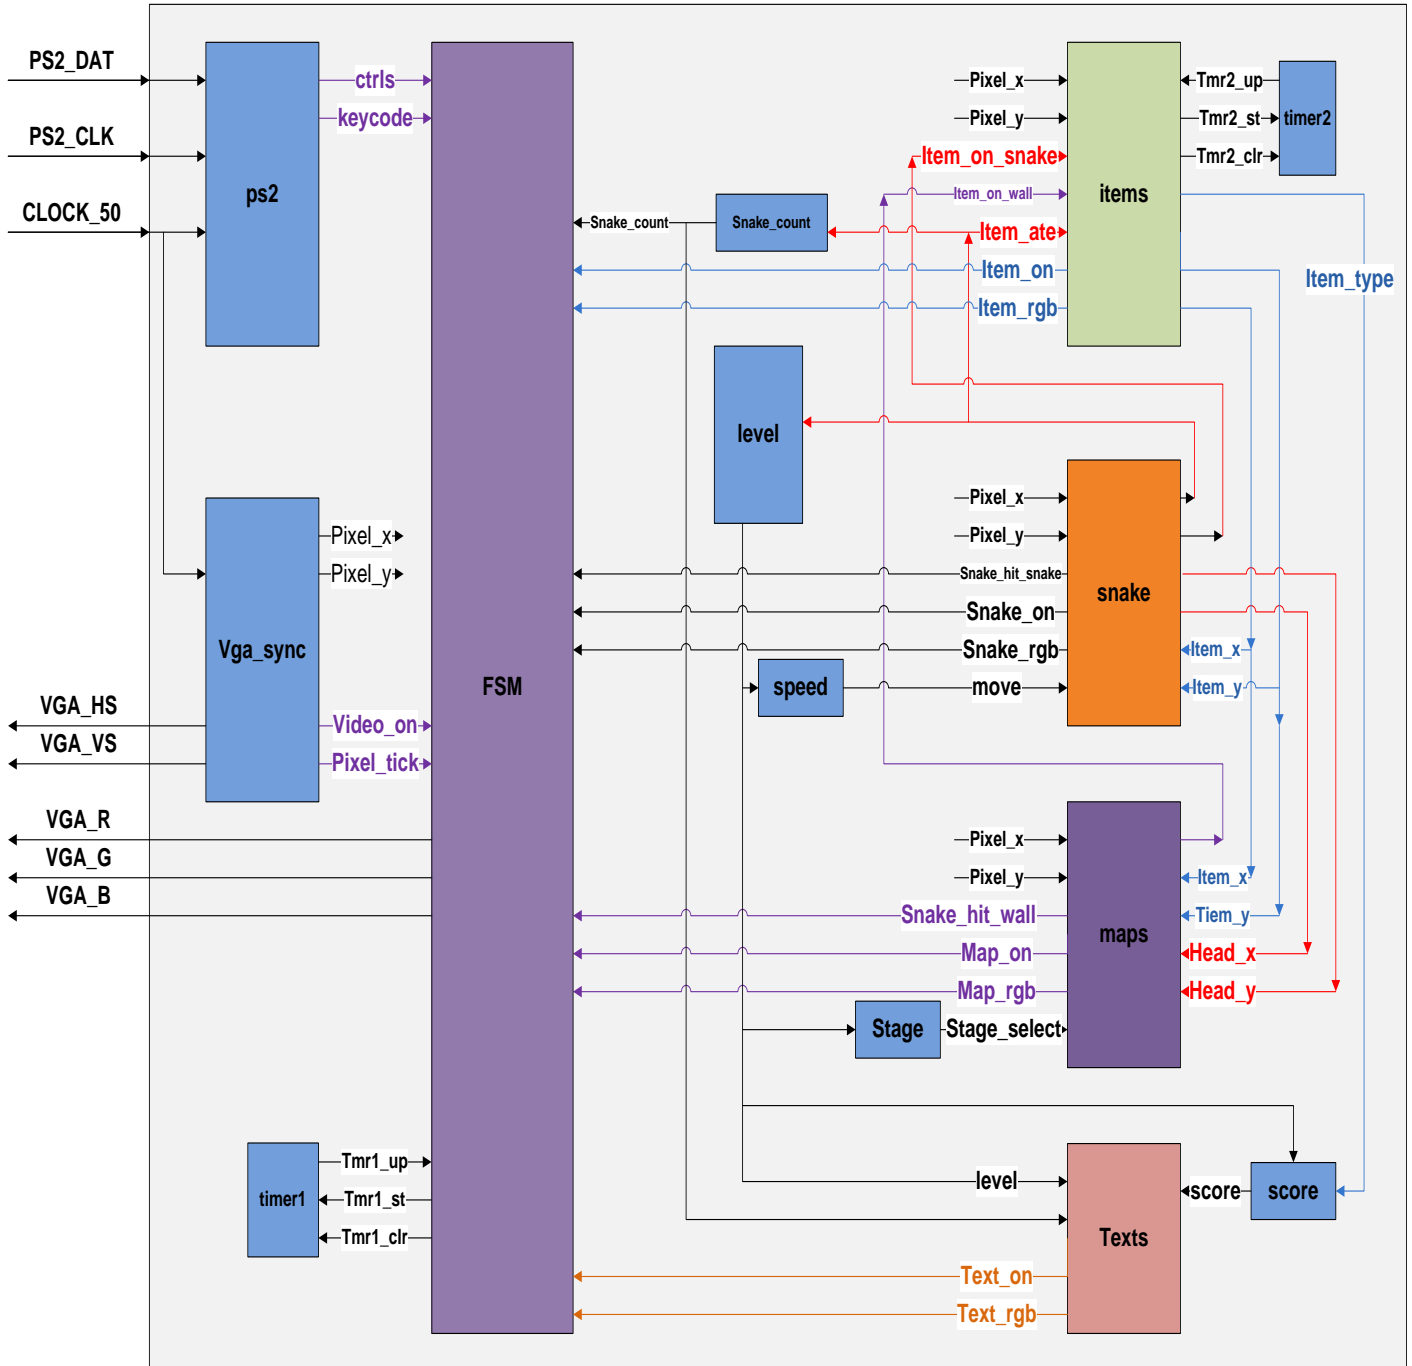 PS2_DAT
PS2_CLK
CLOCK_50
ps2
ctrls
keycode
Pixel_x
Pixel_y
Item_on_snake
Item_on_wall
Item_ate
Item_on
Item_rgb
items
Tmr2_up
Tmr2_st
Tmr2_clr
timer2
Item_type
Snake_count
Snake_count
level
Vga_sync
Pixel_x
Pixel_y
Video_on
Pixel_tick
VGA_HS
VGA_VS
VGA_R
VGA_G
VGA_B
FSM
Pixel_x
Pixel_y
Snake_hit_snake
Snake_on
Snake_rgb
speed
move
snake
Item_x
Item_y
Pixel_x
Pixel_y
Snake_hit_wall
Map_on
Map_rgb
Stage
Stage_select
maps
Item_x
Tiem_y
Head_x
Head_y
timer1
Tmr1_up
Tmr1_st
Tmr1_clr
level
Texts
score
score
Text_on
Text_rgb